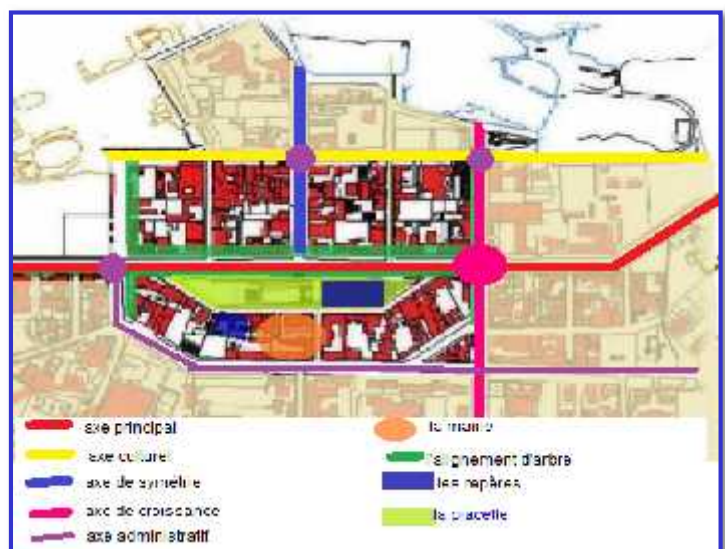 axe principal
axe culturel
axe de symétrie
axe de croissance
axe administratif
la mairie
l'alignement d'arbre
les repères
la placette